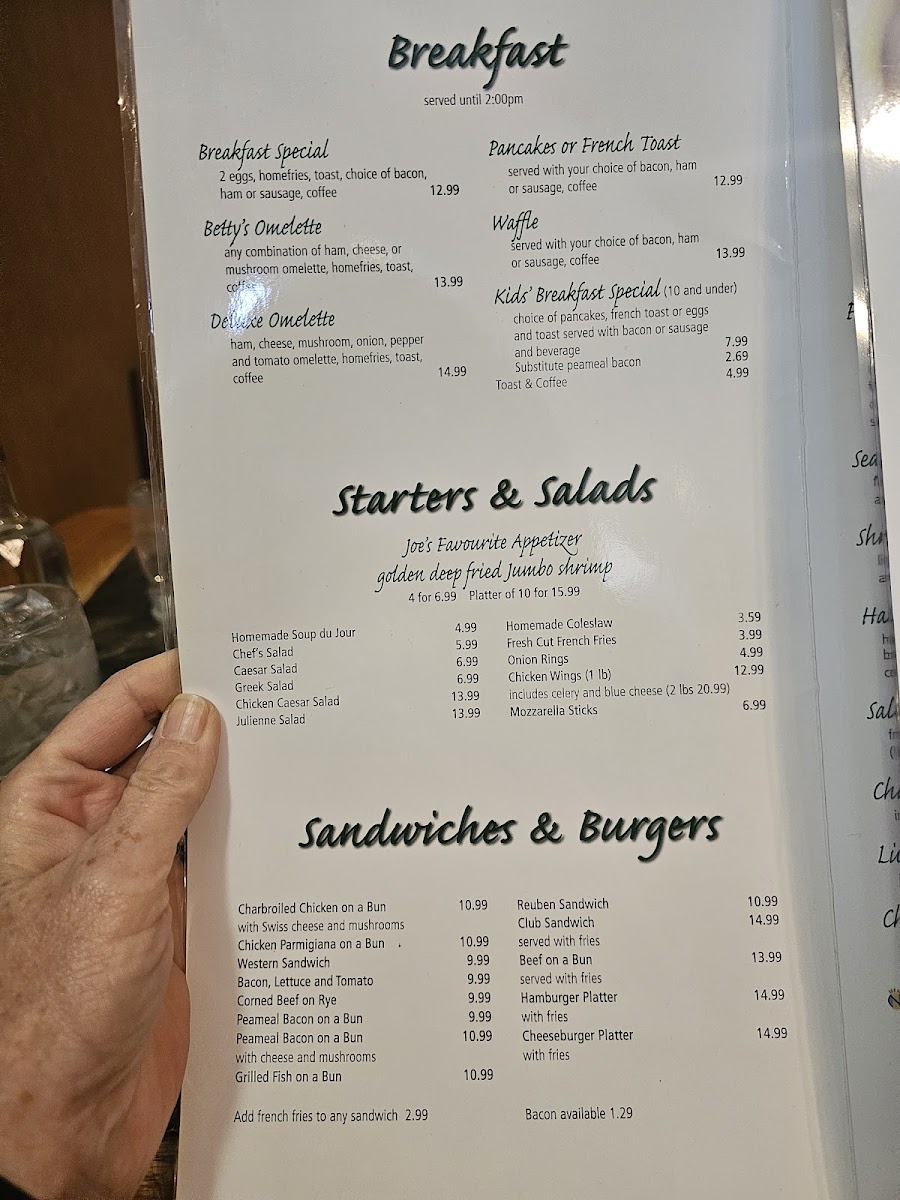 Breakfast
served until 2:00pm
Breakfast Special
2 eggs, homefries, toast, choice of bacon,
ham or sausage, coffee 12.99
Betty's Omelette
any combination of ham, cheese, or
mushroom omelette, homefries, toast,
coffee 13.99
Deluxe Omelette
ham, cheese, mushroom, onion, pepper
and tomato omelette, homefries, toast,
coffee 14.99
Pancakes or French Toast
served with your choice of bacon, ham
or sausage, coffee 12.99
Waffle
served with your choice of bacon, ham
or sausage, coffee 13.99
Kids' Breakfast Special (10 and under)
choice of pancakes, french toast or eggs
and toast served with bacon or sausage
and beverage 7.99
Substitute peameal bacon 2.69
Toast & Coffee 4.99
Starters & Salads
Joe's Favourite Appetizer
golden deep fried Jumbo shrimp
4 for 6.99 Platter of 10 for 15.99
Homemade Soup du Jour 4.99
Chef's Salad 5.99
Caesar Salad 6.99
Greek Salad 6.99
Chicken Caesar Salad 13.99
Julienne Salad 13.99
Homemade Coleslaw 3.59
Fresh Cut French Fries 3.99
Onion Rings 4.99
Chicken Wings (1 lb) 12.99
includes celery and blue cheese (2 lbs 20.99)
Mozzarella Sticks 6.99
Sandwiches & Burgers
Charbroiled Chicken on a Bun 10.99
with Swiss cheese and mushrooms
Chicken Parmigiana on a Bun 10.99
Western Sandwich 9.99
Bacon, Lettuce and Tomato 9.99
Corned Beef on Rye 9.99
Peameal Bacon on a Bun 9.99
Peameal Bacon on a Bun 10.99
with cheese and mushrooms
Grilled Fish on a Bun 10.99
Reuben Sandwich 10.99
Club Sandwich 14.99
served with fries
Beef on a Bun 13.99
served with fries
Hamburger Platter 14.99
with fries
Cheeseburger Platter 14.99
with fries
Add french fries to any sandwich 2.99
Bacon available 1.29